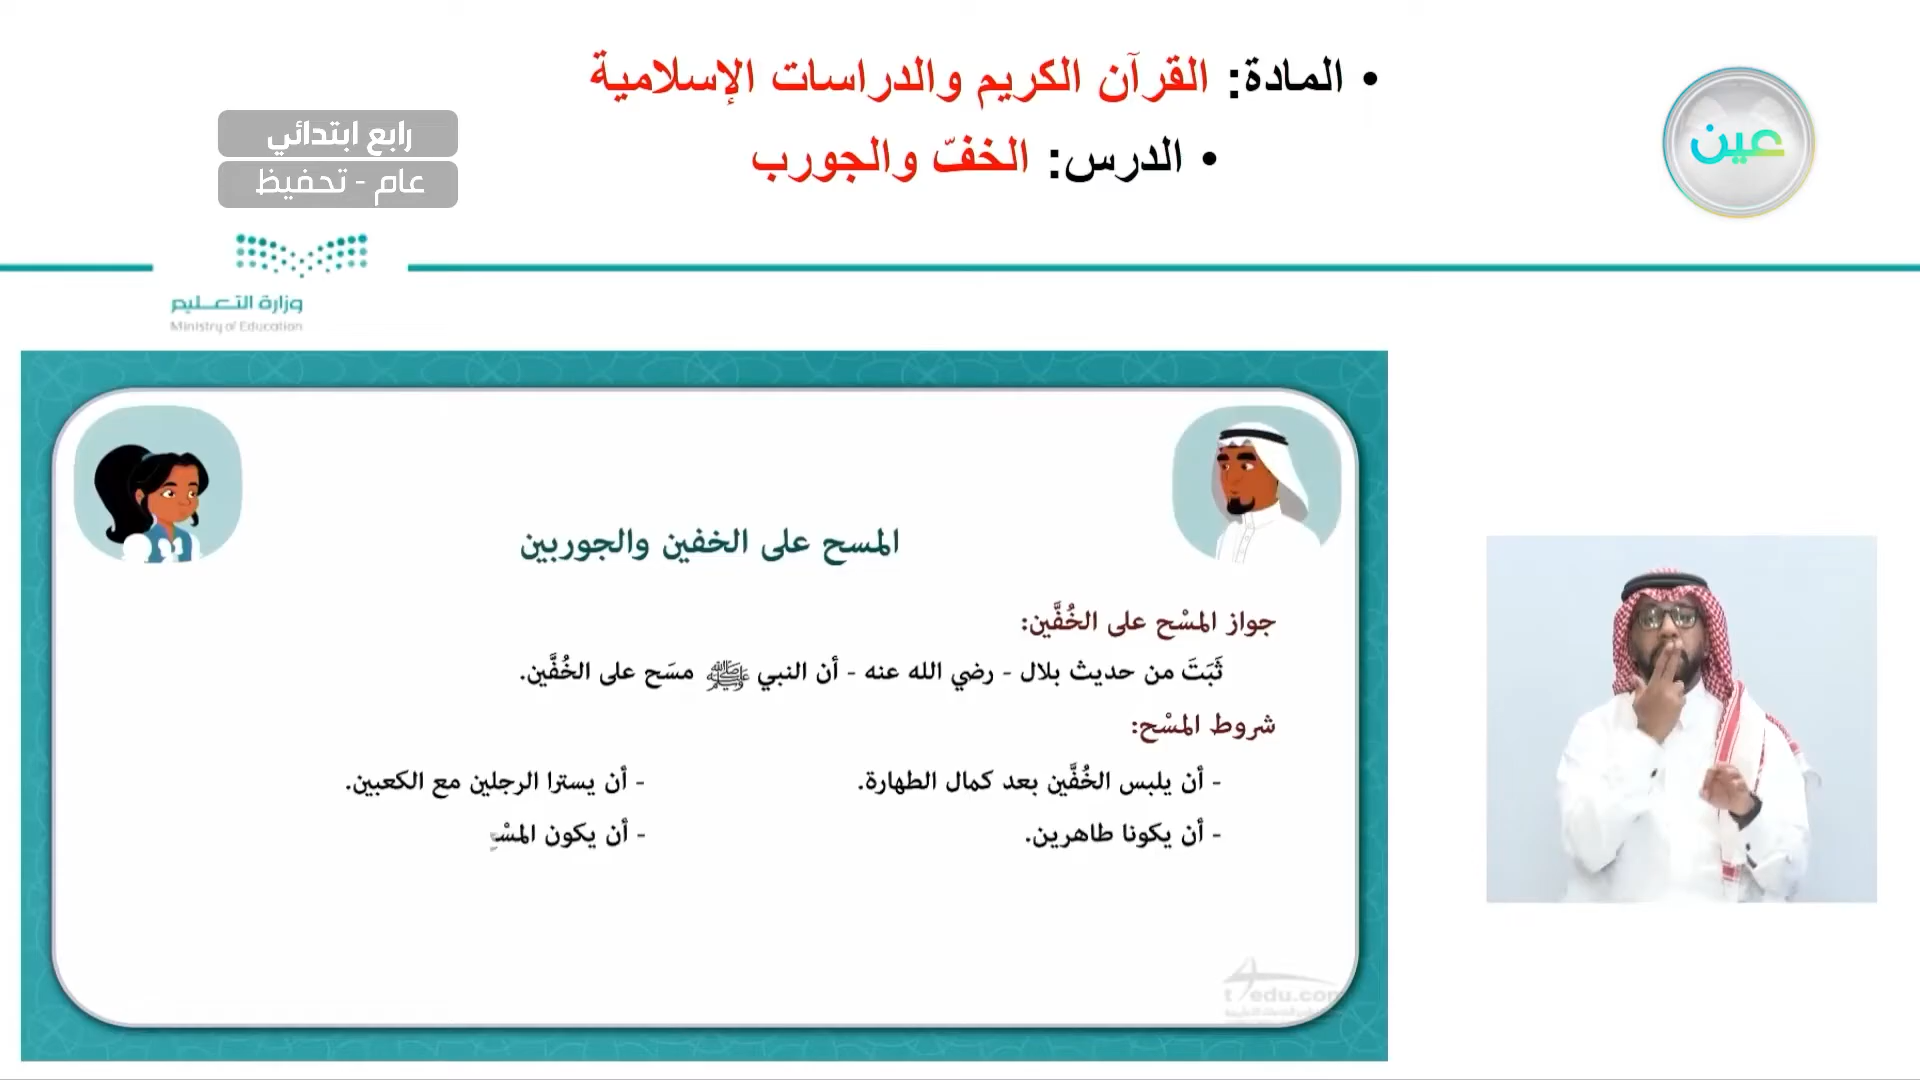 • المادة: القرآن الكريم والدراسات الإسلامية
• الدرس: الخفّ والجورب
رابع ابتدائي
عام - تحفيظ
عين
وزارة التعـليم
Ministry of Education
المسح على الخفين والجوربين
جواز المسْح على الخُفَّين:
ثَبَتَ من حديث بلال - رضي الله عنه - أن النبي ﷺ مسَح على الخُفَّين.
شروط المسْح:
- أن يلبس الخُفَّين بعد كمال الطهارة.
- أن يسترا الرجلين مع الكعبين.
- أن يكونا طاهرين.
- أن يكون المسْح
t4edu.com